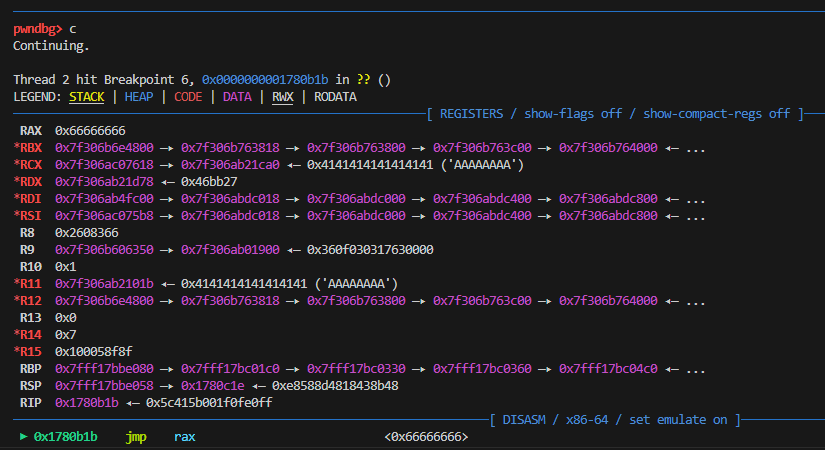 pwndbg> c
Continuing.
Thread 2 hit Breakpoint 6, 0x0000000001780b1b in ?? ()
LEGEND: STACK | HEAP | CODE | DATA | RWX | RODATA
[ REGISTERS / show-flags off / show-compact-regs off ]
RAX 0x66666666
*RBX 0x7f306b6e4800 —▸ 0x7f306b763818 —▸ 0x7f306b763800 —▸ 0x7f306b763c00 —▸ 0x7f306b764000 ◂— ...
*RCX 0x7f306ac07618 —▸ 0x7f306ab21ca0 ◂— 0x4141414141414141 ('AAAAAAAA')
*RDX 0x7f306ab21d78 ◂— 0x46bb27
*RDI 0x7f306ab4fc00 —▸ 0x7f306abdc018 —▸ 0x7f306abdc000 —▸ 0x7f306abdc400 —▸ 0x7f306abdc800 ◂— ...
*RSI 0x7f306ac075b8 —▸ 0x7f306abdc018 —▸ 0x7f306abdc000 —▸ 0x7f306abdc400 —▸ 0x7f306abdc800 ◂— ...
R8 0x2608366
R9 0x7f306b606350 —▸ 0x7f306ab01900 ◂— 0x360f030317630000
R10 0x1
*R11 0x7f306ab2101b ◂— 0x4141414141414141 ('AAAAAAAA')
*R12 0x7f306b6e4800 —▸ 0x7f306b763818 —▸ 0x7f306b763800 —▸ 0x7f306b763c00 —▸ 0x7f306b764000 ◂— ...
R13 0x0
*R14 0x7
*R15 0x100058f8f
RBP 0x7fff17bbe080 —▸ 0x7fff17bc01c0 —▸ 0x7fff17bc0330 —▸ 0x7fff17bc0360 —▸ 0x7fff17bc04c0 ◂— ...
RSP 0x7fff17bbe058 —▸ 0x1780c1e ◂— 0xe8588d4818438b48
RIP 0x1780b1b ◂— 0x5c415b001f0fe0ff
[ DISASM / x86-64 / set emulate on ]
► 0x1780b1b jmp rax <0x66666666>